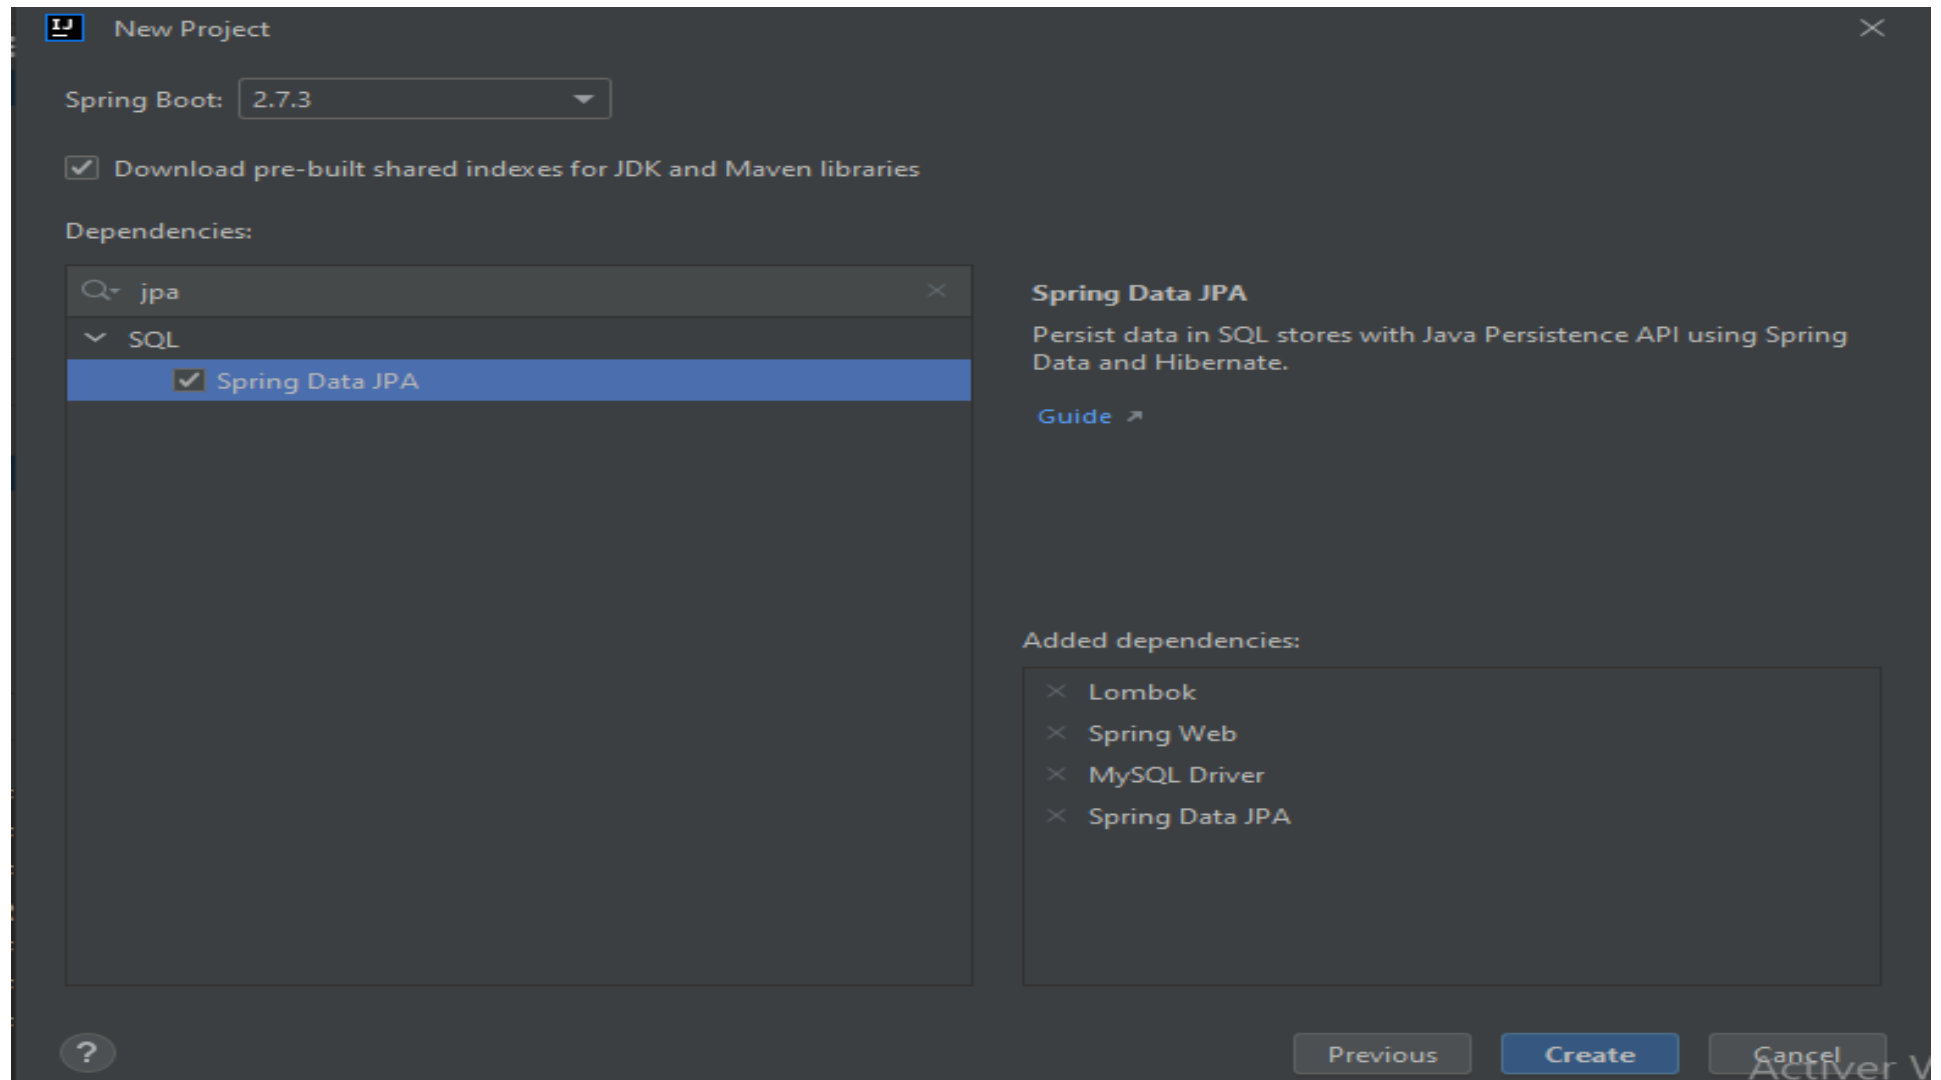 IJ
New Project
Spring Boot: 2.7.3
Download pre-built shared indexes for JDK and Maven libraries
Dependencies:
jpa
SQL
Spring Data JPA
Spring Data JPA
Persist data in SQL stores with Java Persistence API using Spring
Data and Hibernate.
Guide
Added dependencies:
Lombok
Spring Web
MySQL Driver
Spring Data JPA
?
Previous
Create
Cancel
Activer